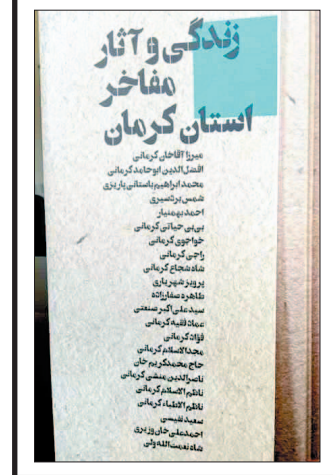 زندگی و آثار
مفاخر
استان کرمان
میرزا آقاخان کرمانی
افضل‌الدین ابوحامد کرمانی
محمد ابراهیم باستانی پاریزی
شمس بردسیری
احمد بهمنیار
بی‌بی حیاتی کرمانی
خواجوی کرمانی
راجی کرمانی
شاه شجاع کرمانی
پرویز شهریاری
طاهره صفارزاده
سید علی اکبر صنعتی
عماد فقیه کرمانی
فؤاد کرمانی
مجدالاسلام کرمانی
حاج محمدکریم خان
ناصرالدین منشی کرمانی
ناظم الاسلام کرمانی
ناظم الاطباء کرمانی
سعید نفیسی
احمدعلی خان وزیری
شاه نعمت‌الله ولی